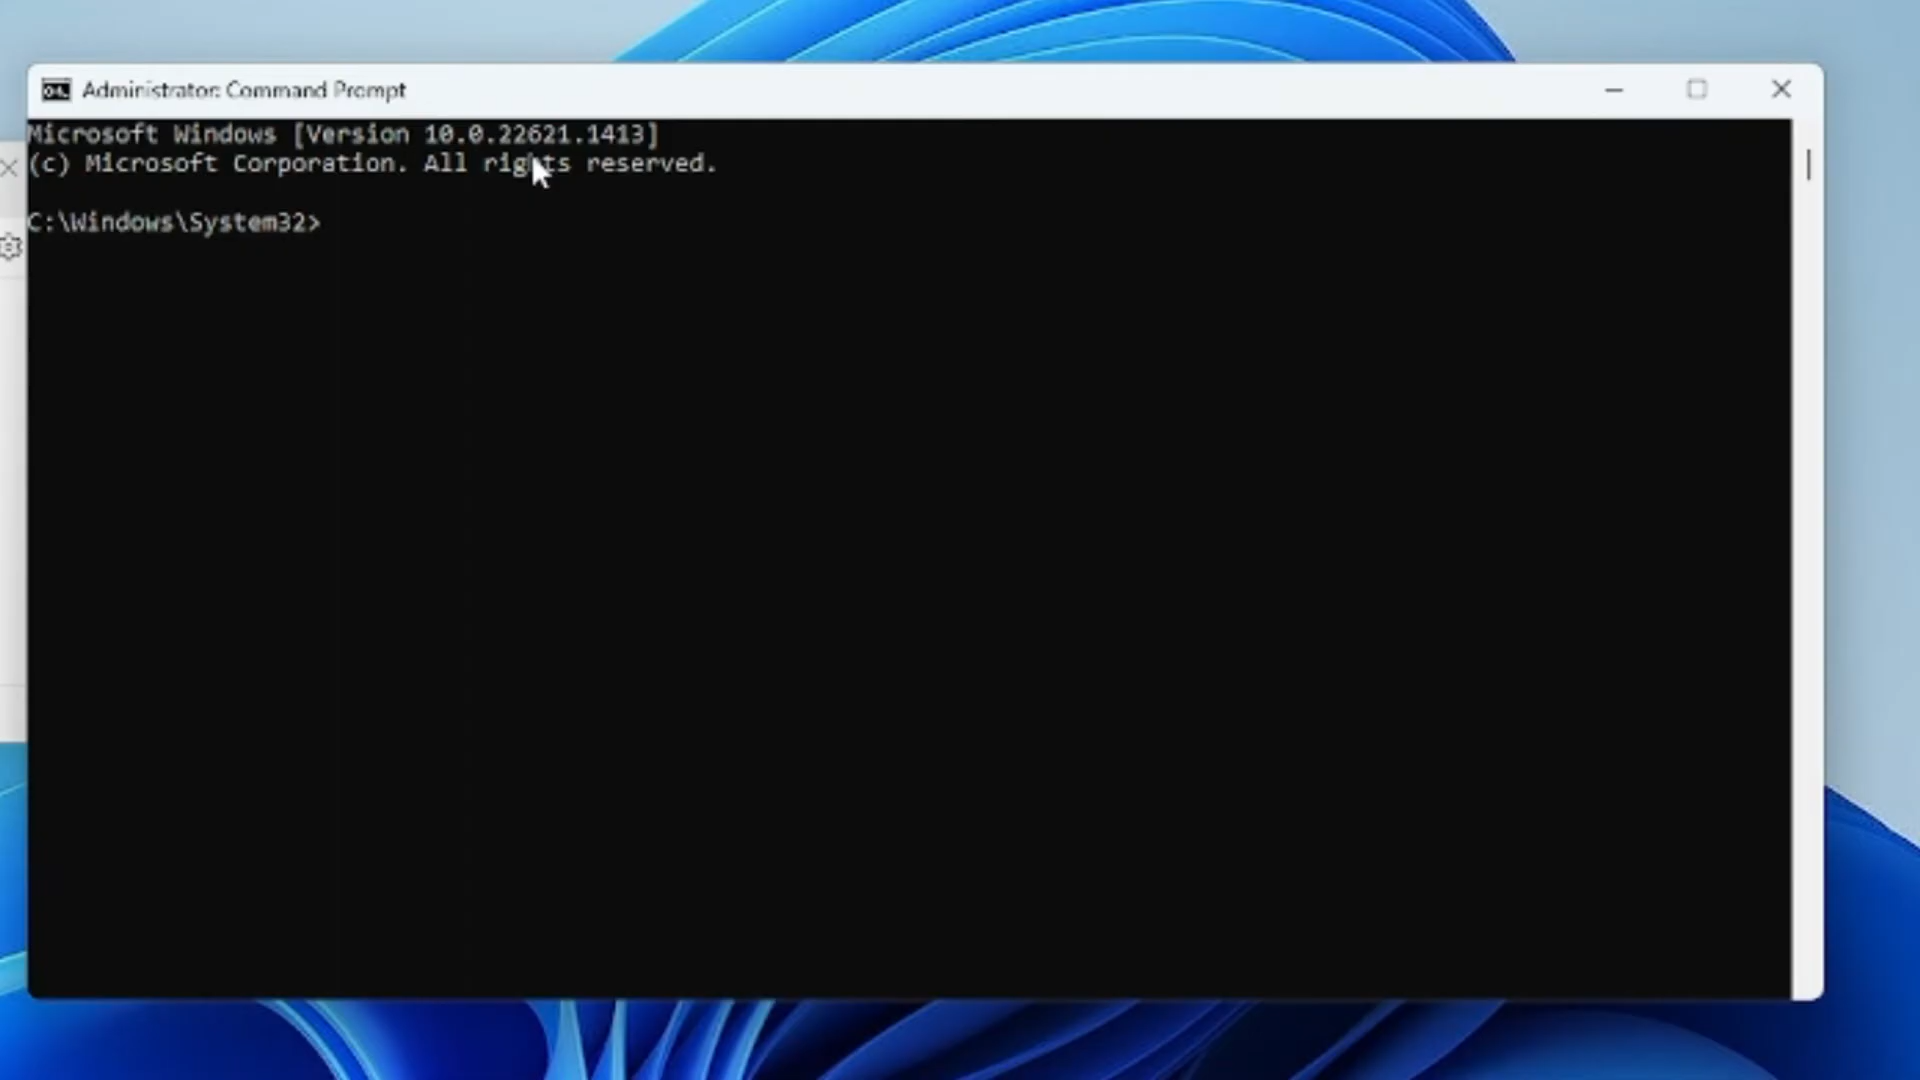 Administrator: Command Prompt
Microsoft Windows [Version 10.0.22621.1413]
(c) Microsoft Corporation. All rights reserved.
C:\Windows\System32>